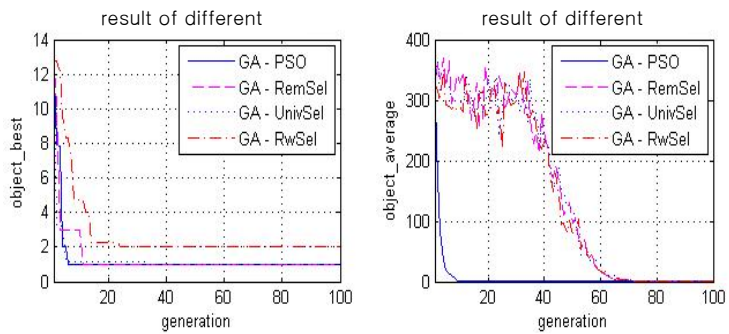 result of different
14
12
10
8
6
4
2
0
20
40
60
80
100
object_best
generation
GA - PSO
GA - RemSel
GA - UnivSel
GA - RwSel
result of different
400
300
200
100
0
20
40
60
80
100
object_average
generation
GA - PSO
GA - RemSel
GA - UnivSel
GA - RwSel